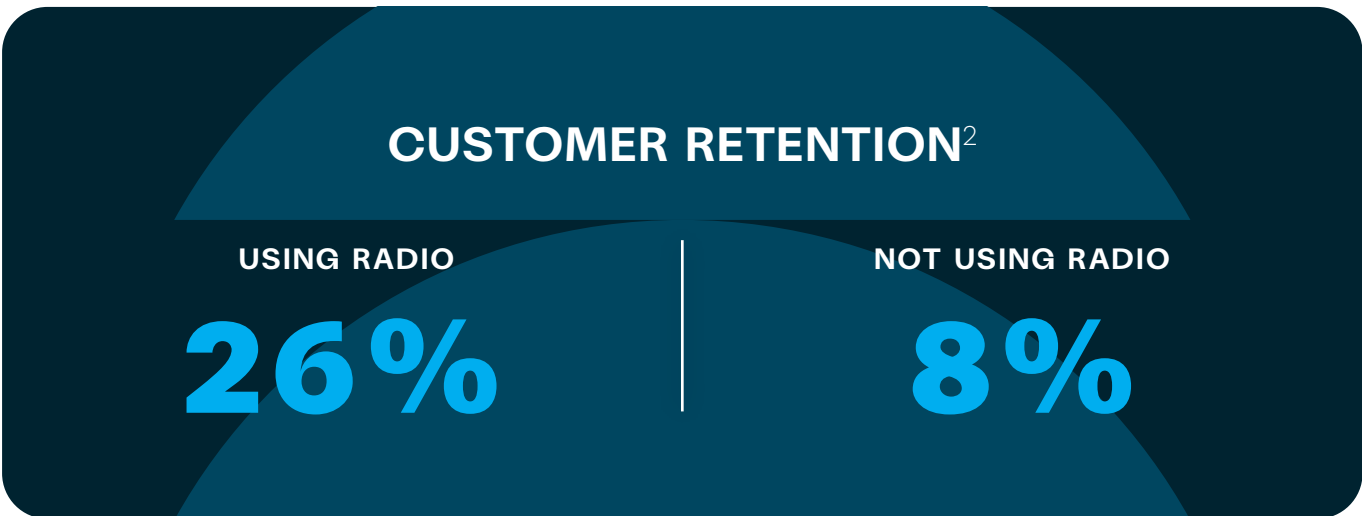 CUSTOMER RETENTION²
USING RADIO
NOT USING RADIO
26%
8%